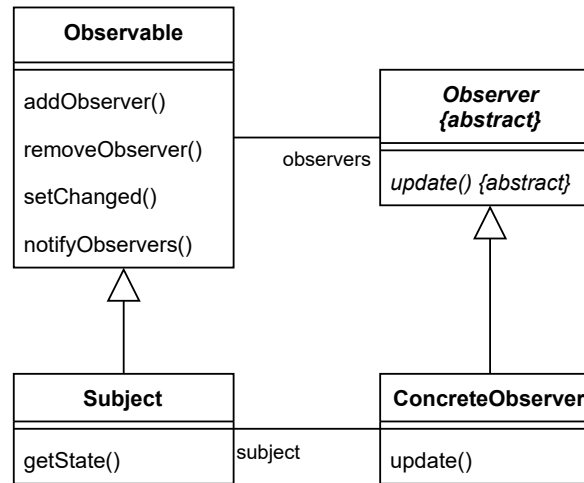 Observable
addObserver()
removeObserver()
setChanged()
notifyObservers()
Observer
{abstract}
update() {abstract}
observers
Subject
getState()
subject
ConcreteObserver
update()